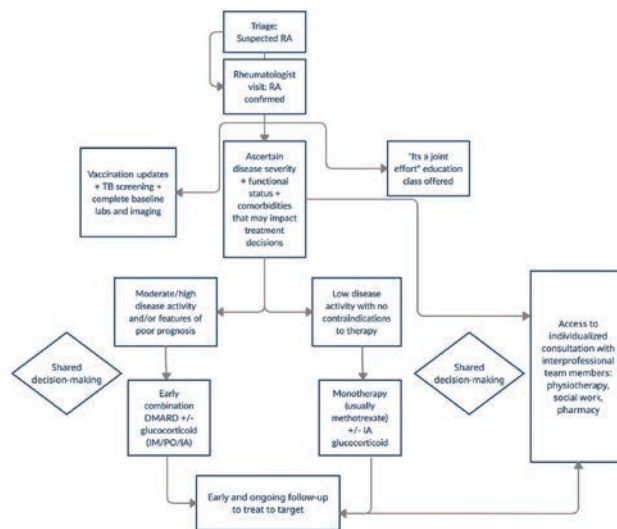 Triage:
Suspected RA
Rheumatologist
visit: RA
confirmed
Vaccination updates
+ TB screening +
complete baseline
labs and imaging
Ascertain
disease severity
+ functional status +
comorbidities
that may impact
treatment
decisions
"Its a joint
effort" education
class offered
Moderate/high
disease activity
and/or features of
poor prognosis
Low disease
activity with no
contraindications
to therapy
Shared
decision-making
Early
combination
DMARD +/-
glucocorticoid
(IM/PO/IA)
Monotherapy
(usually
methotrexate)
+/- IA
glucocorticoid
Shared
decision-making
Access to
individualized
consultation with
interprofessional
team members:
physiotherapy,
social work,
pharmacy
Early and ongoing follow-up
to treat to target